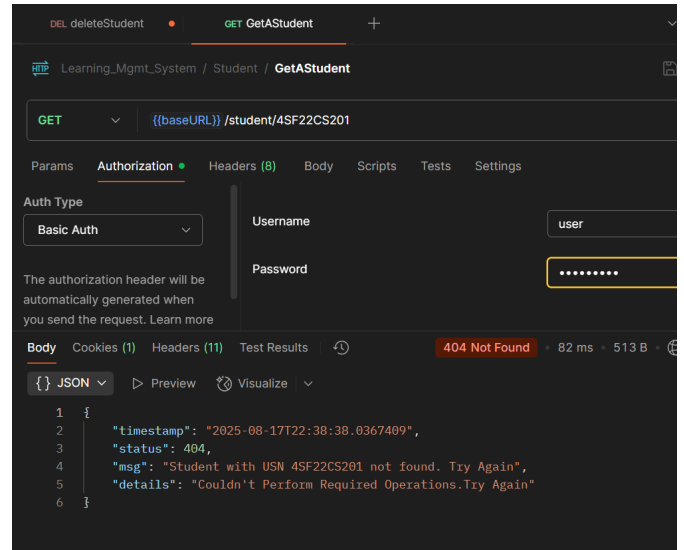 DEL deleteStudent
GET GetAStudent
HTTP Learning_Mgmt_System / Student / GetAStudent
GET {{baseURL}} /student/4SF22CS201
Params Authorization Headers (8) Body Scripts Tests Settings
Auth Type
Basic Auth
The authorization header will be
automatically generated when
you send the request. Learn more
Username user
Password •••••••••
Body Cookies (1) Headers (11) Test Results 404 Not Found 82 ms 513 B
{} JSON Preview Visualize
1 {
2 "timestamp": "2025-08-17T22:38:38.0367409",
3 "status": 404,
4 "msg": "Student with USN 4SF22CS201 not found. Try Again",
5 "details": "Couldn't Perform Required Operations.Try Again"
6 }